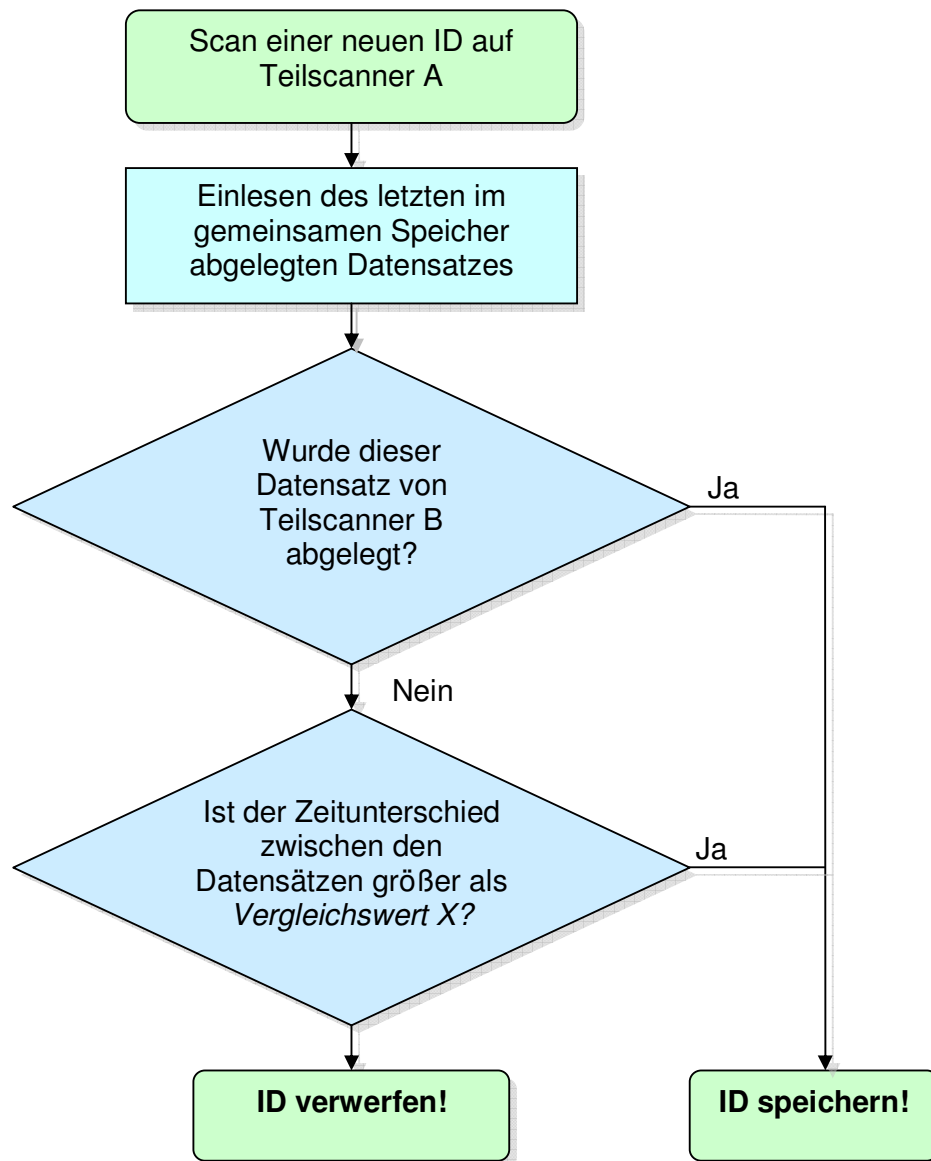 Scan einer neuen ID auf
Teilscanner A
Einlesen des letzten im
gemeinsamen Speicher
abgelegten Datensatzes
Wurde dieser
Datensatz von
Teilscanner B
abgelegt?
Ja
Nein
Ist der Zeitunterschied
zwischen den
Datensätzen größer als
Vergleichswert X?
Ja
ID verwerfen!
ID speichern!